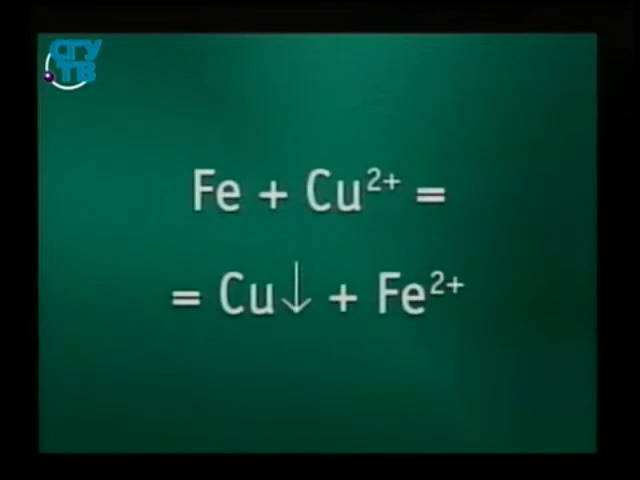 СГУ
ТВ
Fe + Cu²⁺ =
= Cu↓ + Fe²⁺